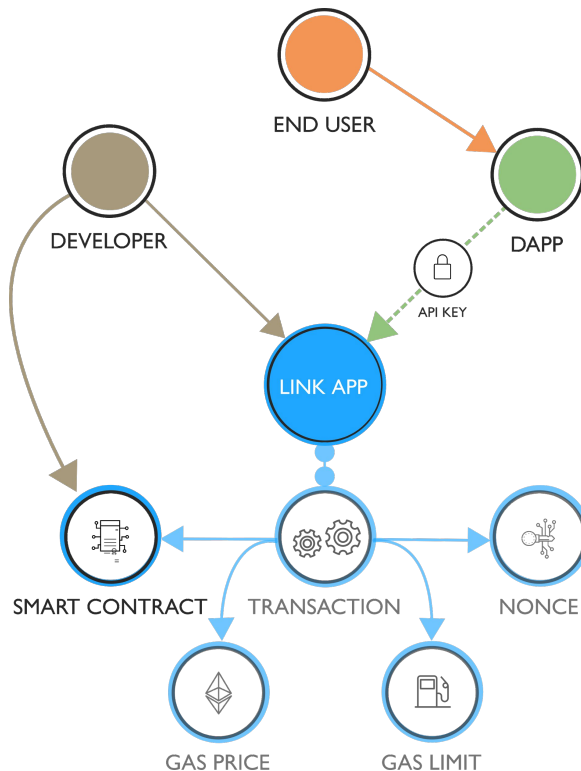 END USER
DEVELOPER
DAPP
API KEY
LINK APP
SMART CONTRACT
TRANSACTION
NONCE
GAS PRICE
GAS LIMIT